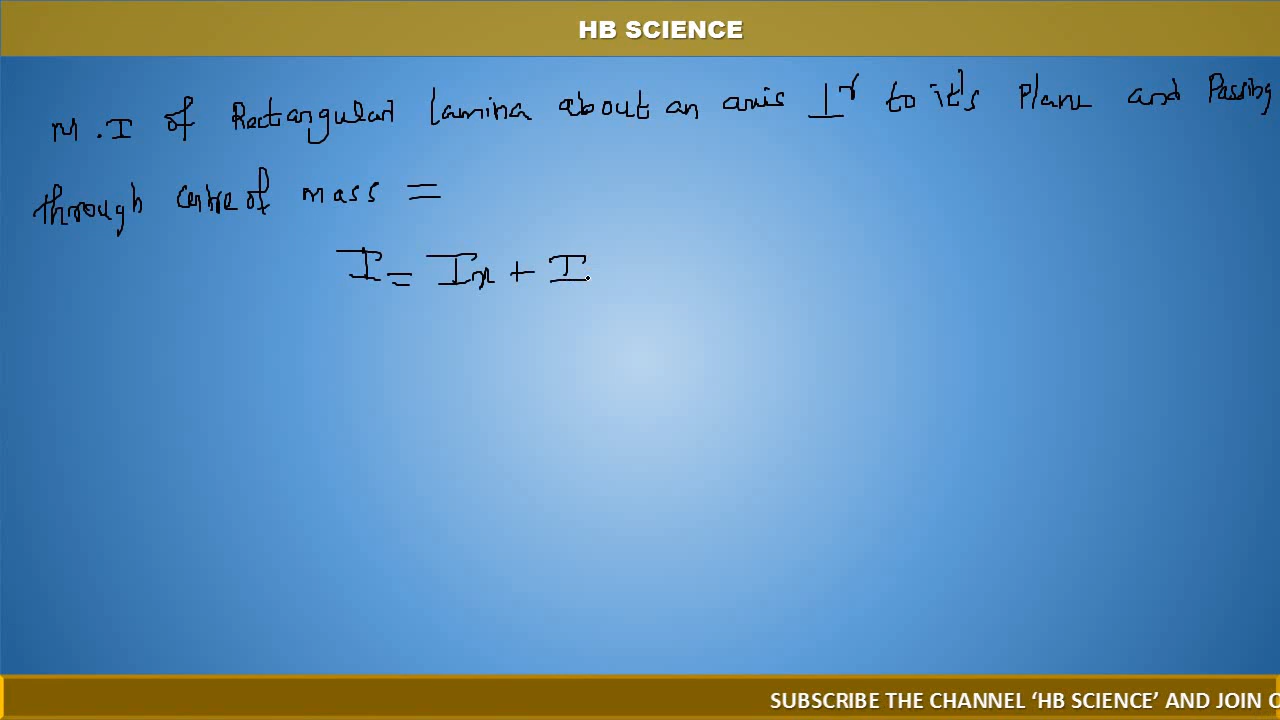 HB SCIENCE
M.I of Rectangular lamina about an axis ⊥r to it's Plane and Passing
through centre of mass =
I = Ix + I
SUBSCRIBE THE CHANNEL ‘HB SCIENCE’ AND JOIN